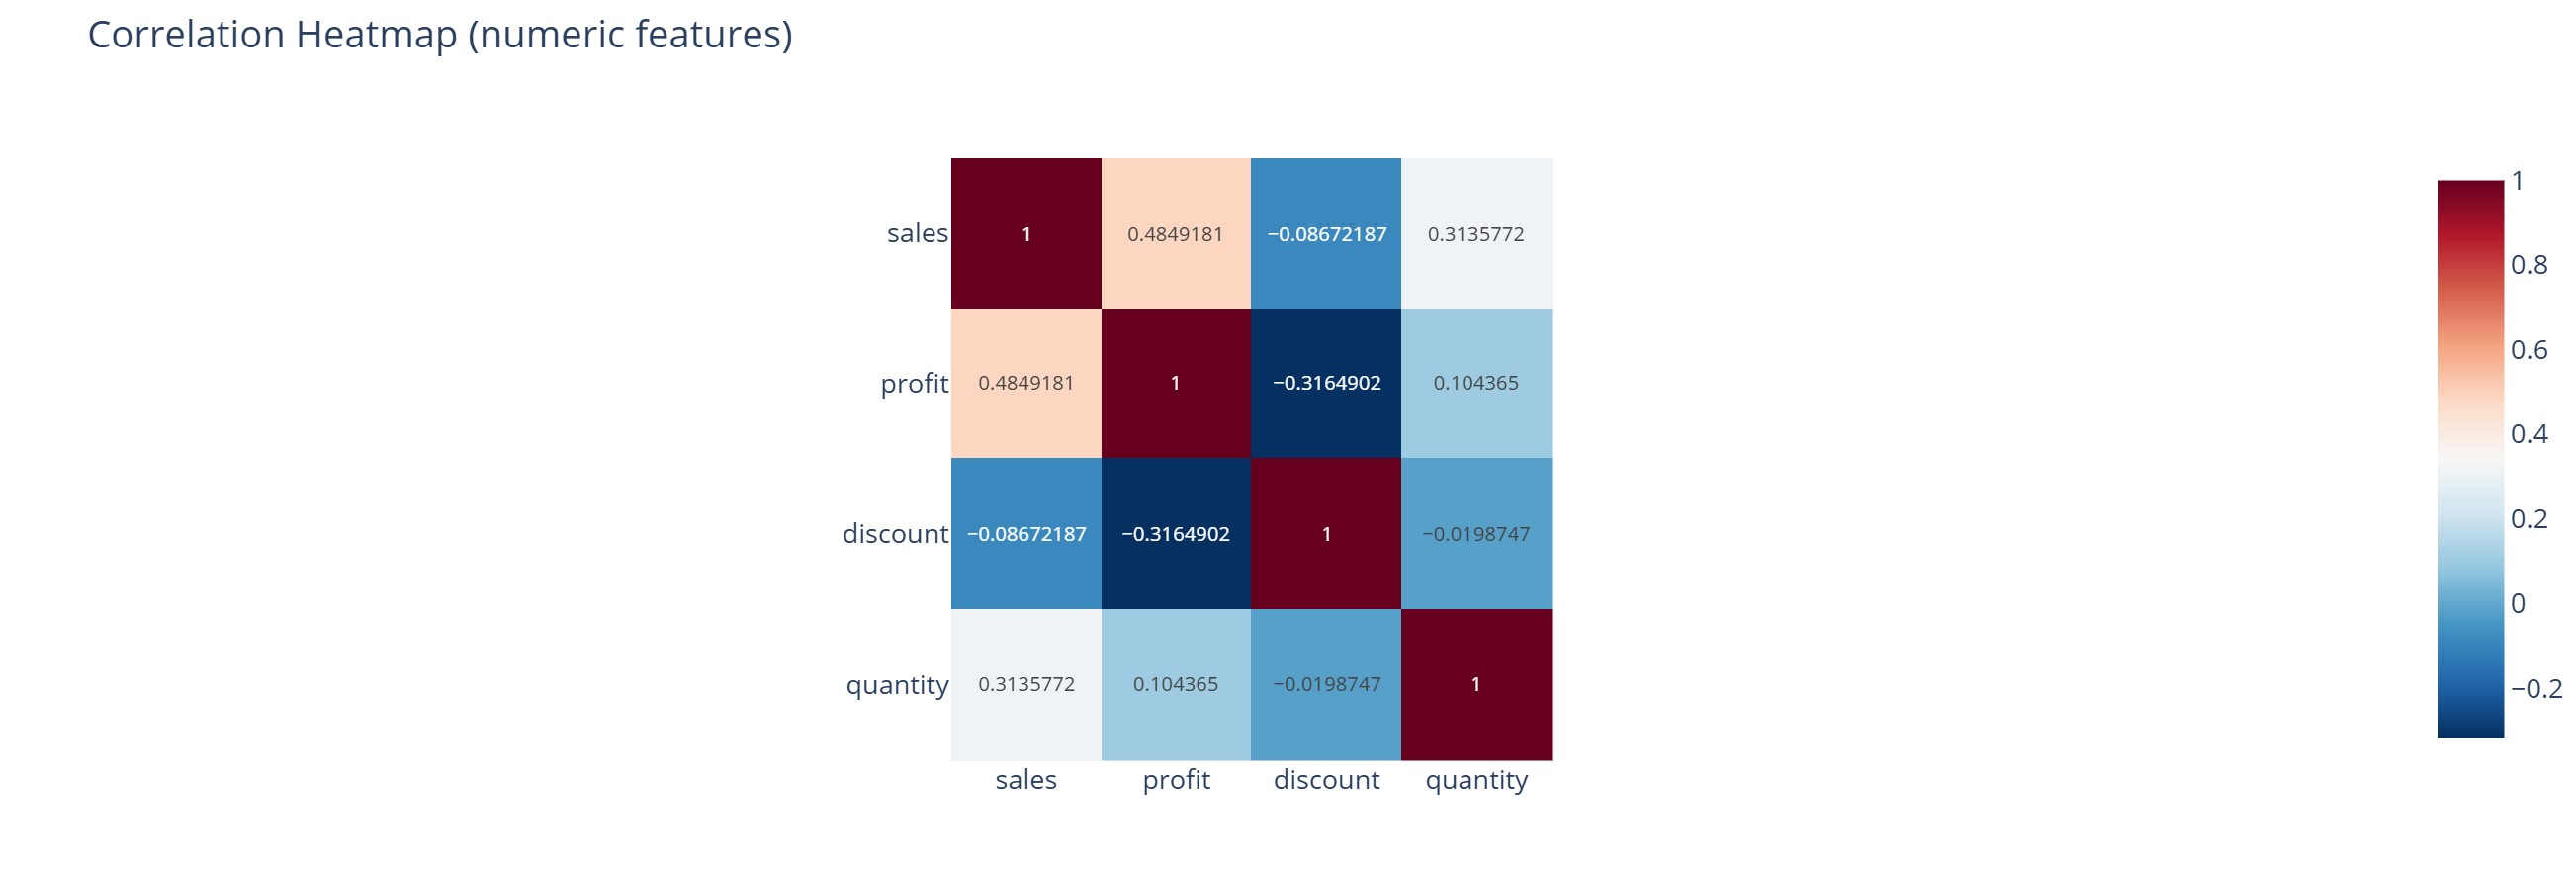 Correlation Heatmap (numeric features)
sales 1 0.4849181 −0.08672187 0.3135772
profit 0.4849181 1 −0.3164902 0.104365
discount −0.08672187 −0.3164902 1 −0.0198747
quantity 0.3135772 0.104365 −0.0198747 1
sales profit discount quantity
1
0.8
0.6
0.4
0.2
0
−0.2